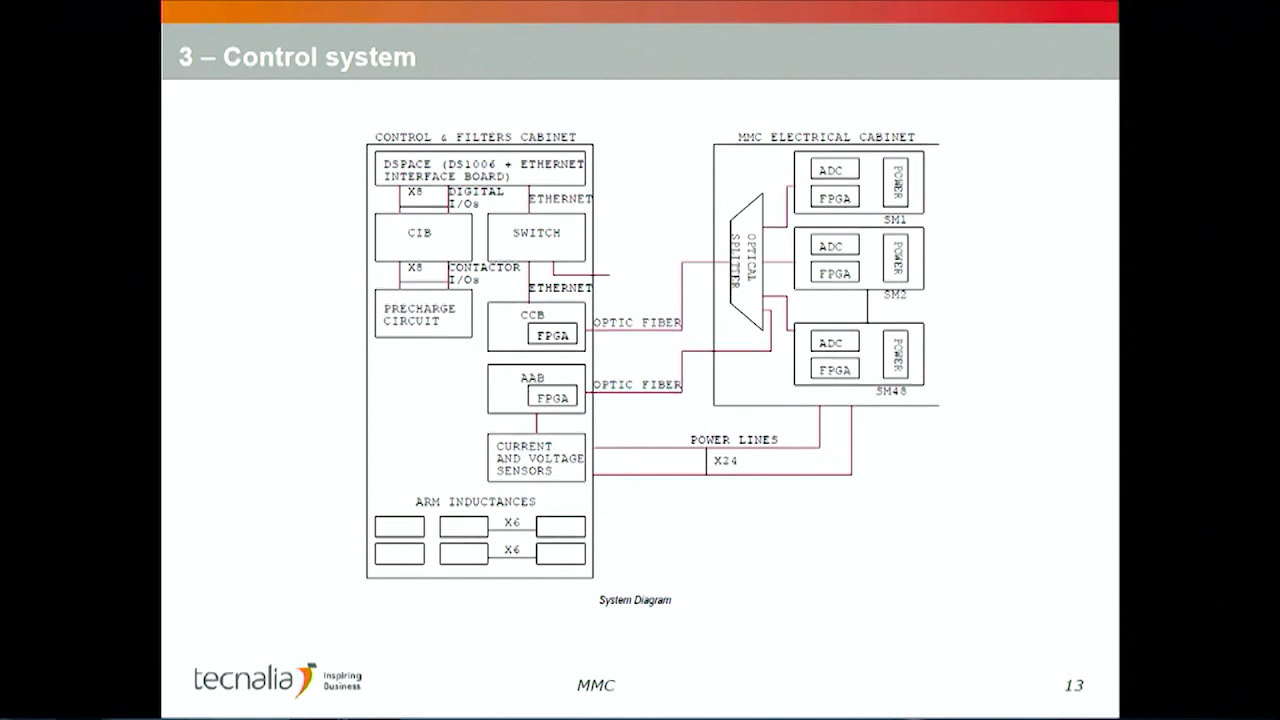 3 – Control system
CONTROL & FILTERS CABINET
DSPACE (DS1006 + ETHERNET
INTERFACE BOARD)
X8
DIGITAL
I/Os
ETHERNET
CIB
SWITCH
X8
CONTACTOR
I/Os
ETHERNET
PRECHARGE
CIRCUIT
CCB
FPGA
OPTIC FIBER
AAB
FPGA
OPTIC FIBER
CURRENT
AND VOLTAGE
SENSORS
ARM INDUCTANCES
X6
X6
MMC ELECTRICAL CABINET
OPTICAL
SPLITTER
ADC
FPGA
POWER
SM1
ADC
FPGA
POWER
SM2
ADC
FPGA
POWER
SM48
POWER LINES
X24
System Diagram
tecnalia
Inspiring
Business
MMC
13